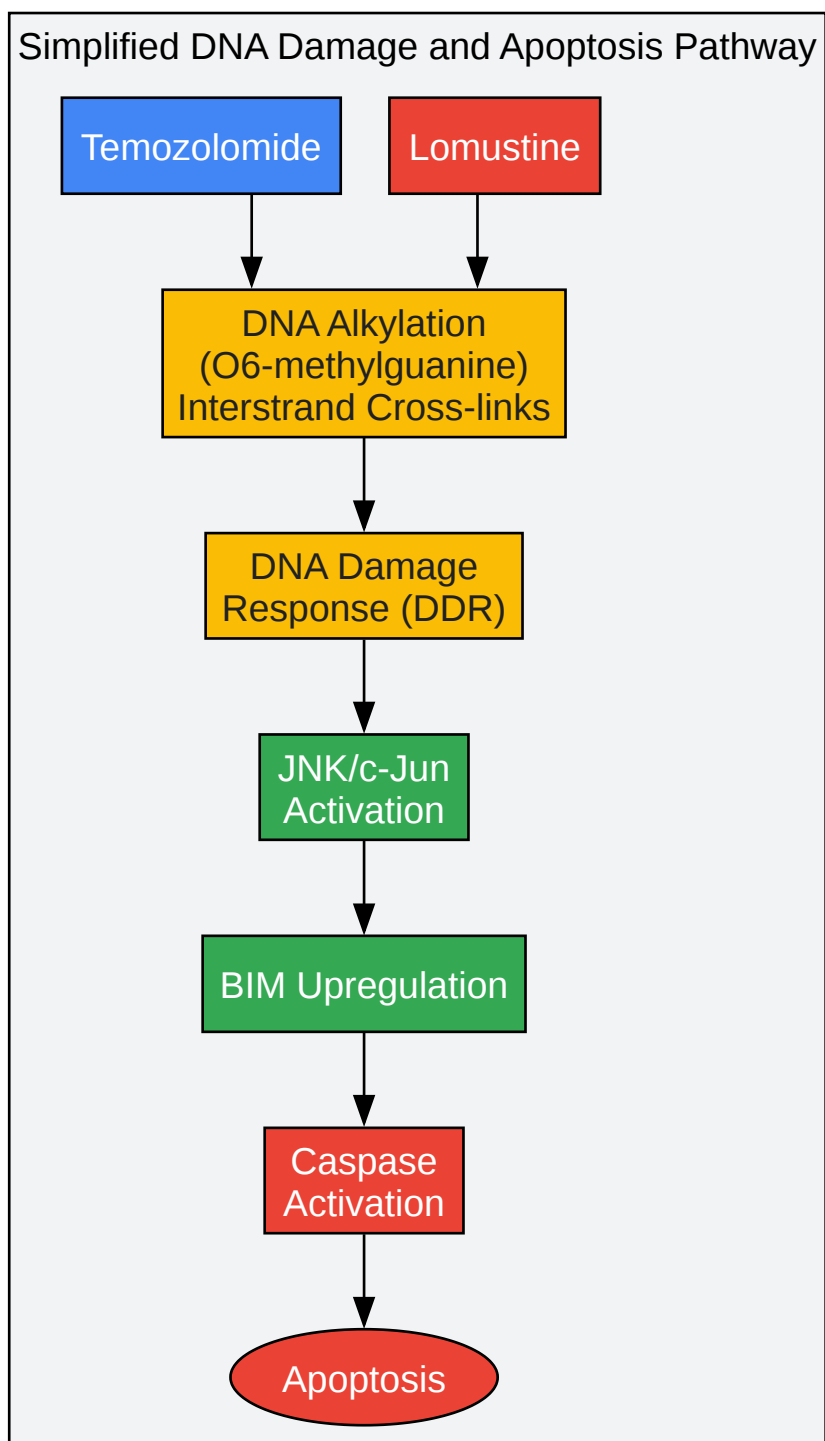 Simplified DNA Damage and Apoptosis Pathway
Temozolomide
Lomustine
DNA Alkylation
(O6-methylguanine)
Interstrand Cross-links
DNA Damage
Response (DDR)
JNK/c-Jun
Activation
BIM Upregulation
Caspase
Activation
Apoptosis